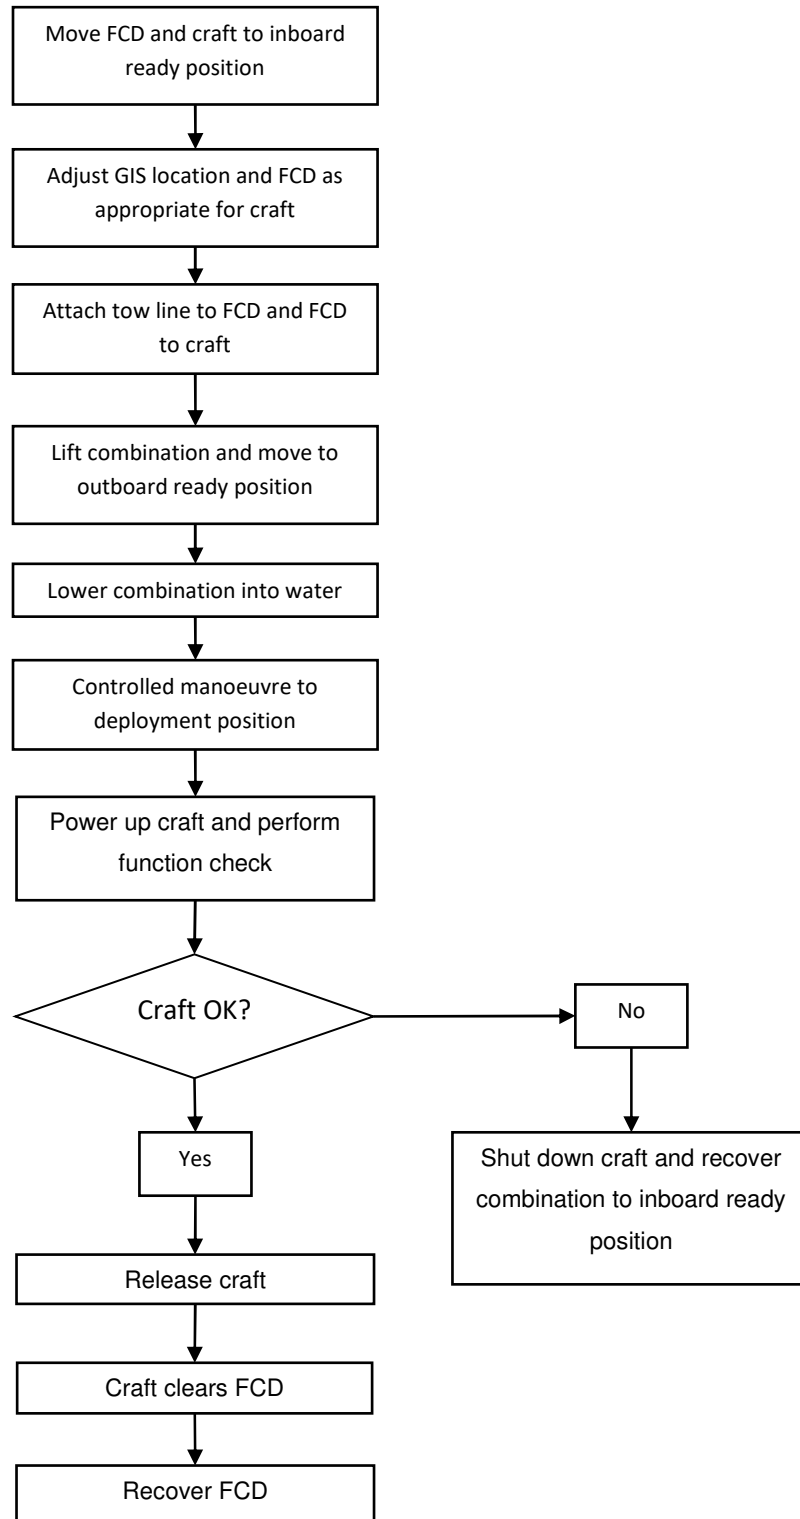 Move FCD and craft to inboard
ready position
Adjust GIS location and FCD as
appropriate for craft
Attach tow line to FCD and FCD
to craft
Lift combination and move to
outboard ready position
Lower combination into water
Controlled manoeuvre to
deployment position
Power up craft and perform
function check
Craft OK?
No
Yes
Shut down craft and recover
combination to inboard ready
position
Release craft
Craft clears FCD
Recover FCD